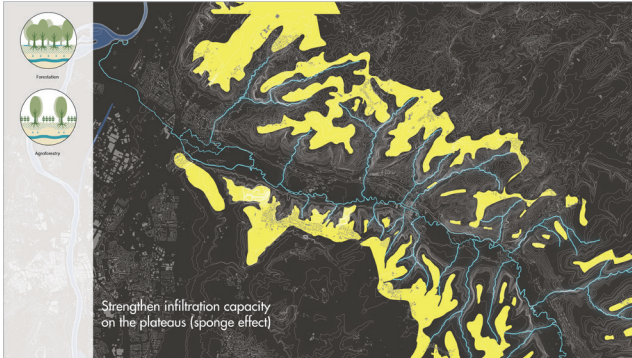 Forestation
Agroforestry
Strengthen infiltration capacity
on the plateaus (sponge effect)